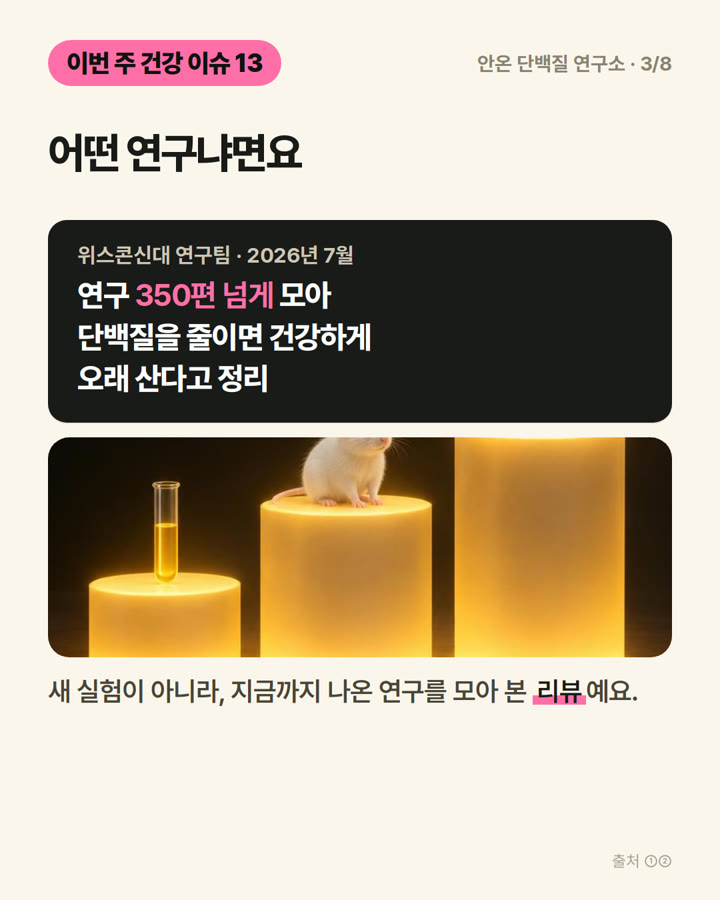 이번 주 건강 이슈 13
안온 단백질 연구소 · 3/8
어떤 연구냐면요
위스콘신대 연구팀 · 2026년 7월
연구 350편 넘게 모아
단백질을 줄이면 건강하게
오래 산다고 정리
새 실험이 아니라, 지금까지 나온 연구를 모아 본 리뷰예요.
출처 ①②